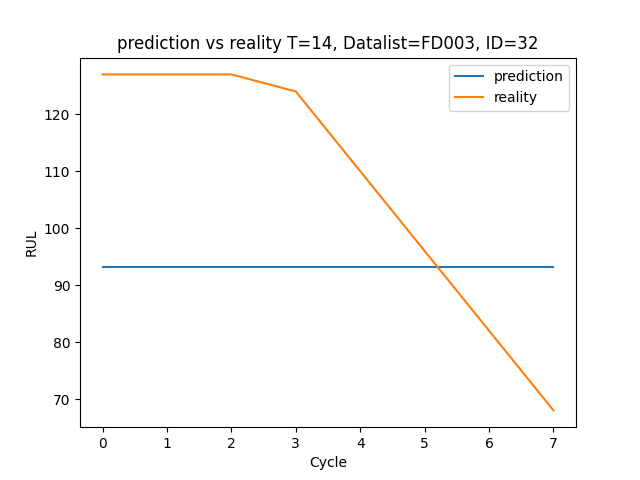 prediction vs reality T=14, Datalist=FD003, ID=32
prediction
reality
RUL
120
110
100
90
80
70
0 1 2 3 4 5 6 7
Cycle